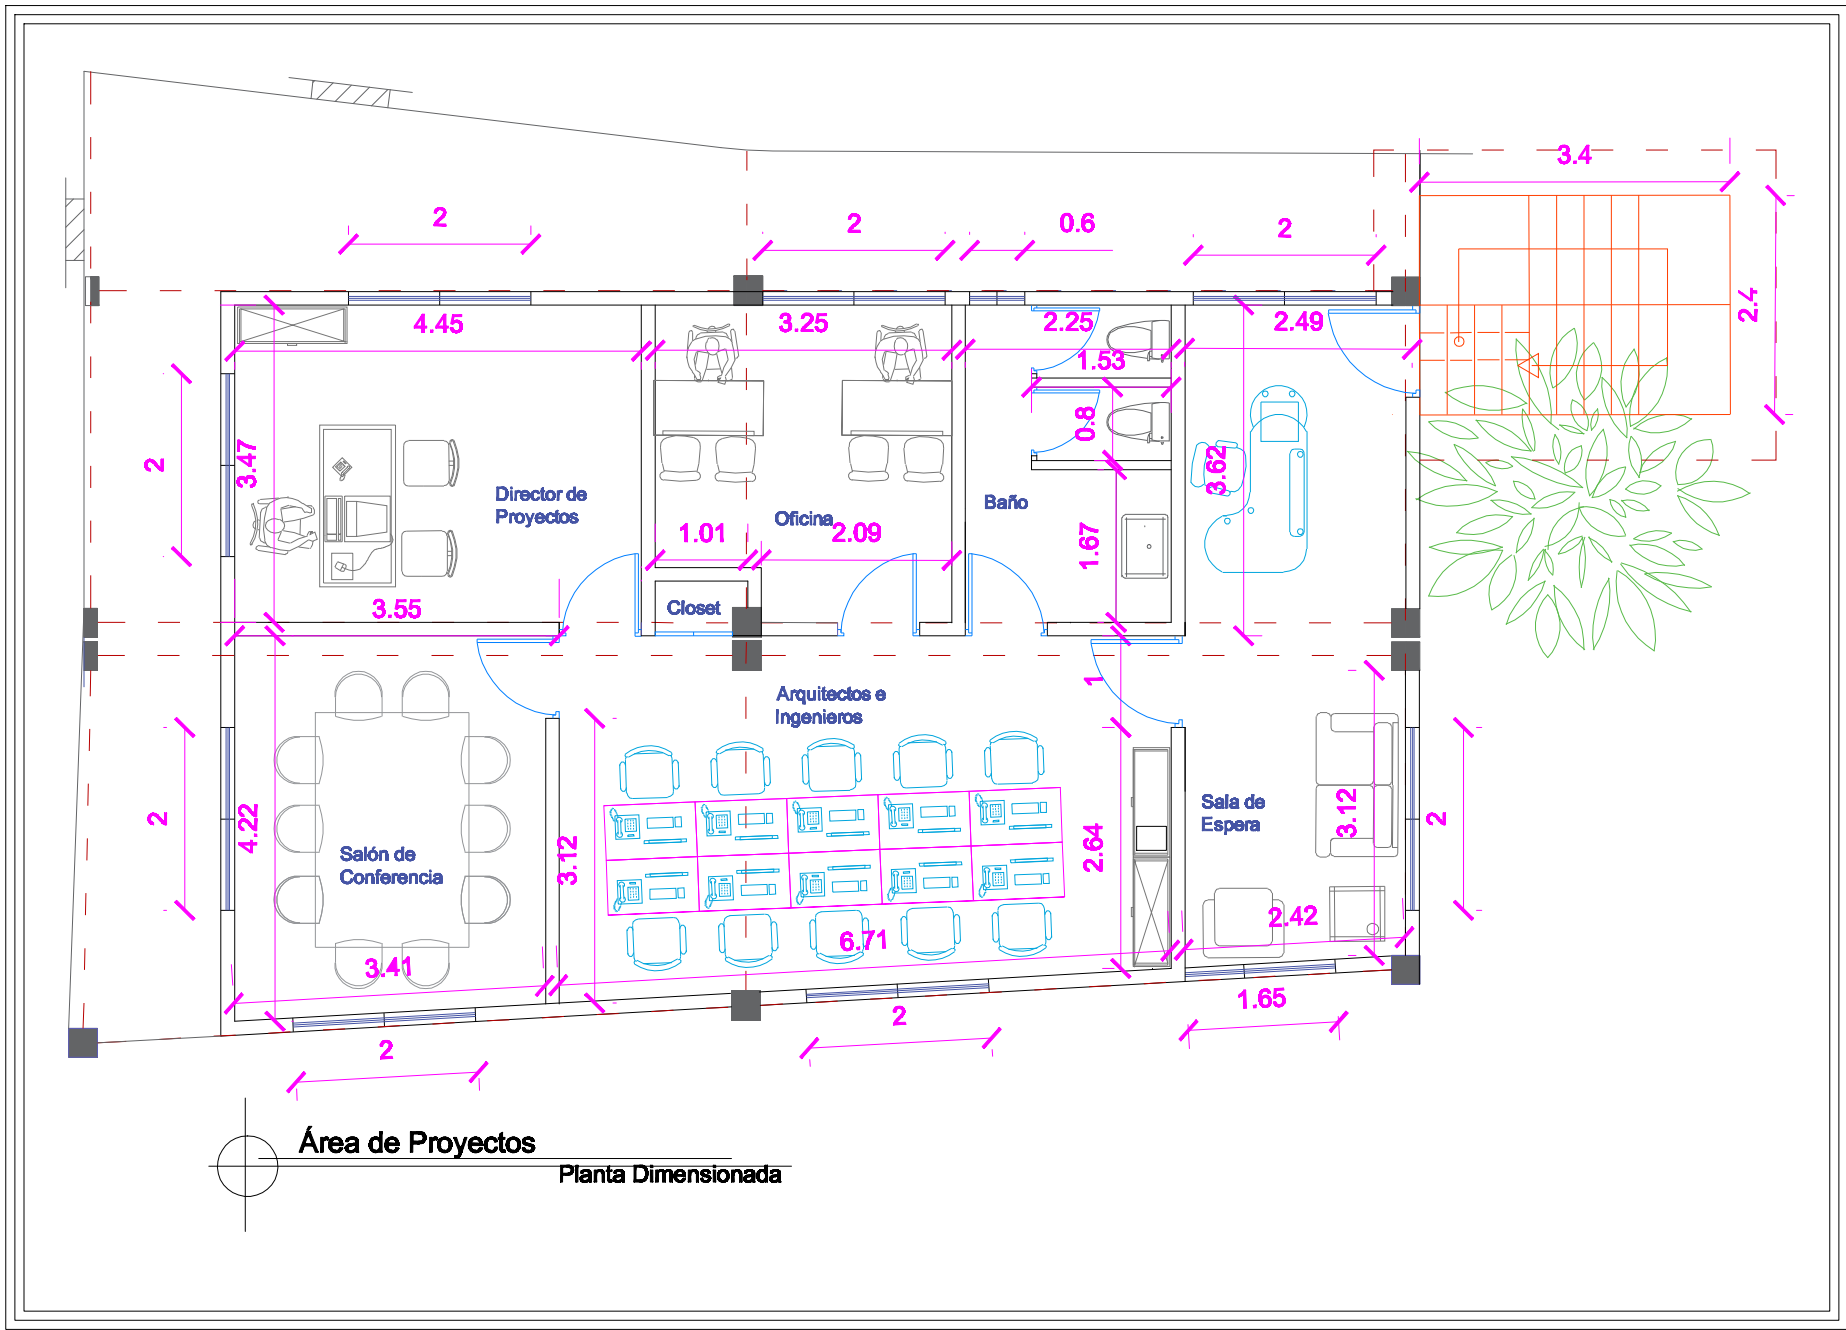 3.4
2
2
0.6
2
2.4
4.45
3.25
2.25
2.49
1.53
0.8
2
3.47
3.62
Director de
Proyectos
Baño
Oficina
1.01
2.09
1.67
3.55
Closet
1
Arquitectos e
Ingenieros
2
4.22
Salón de
Conferencia
3.12
2.64
Sala de
Espera
3.12
2
2.42
6.71
3.41
1.65
2
2
Área de Proyectos
Planta Dimensionada